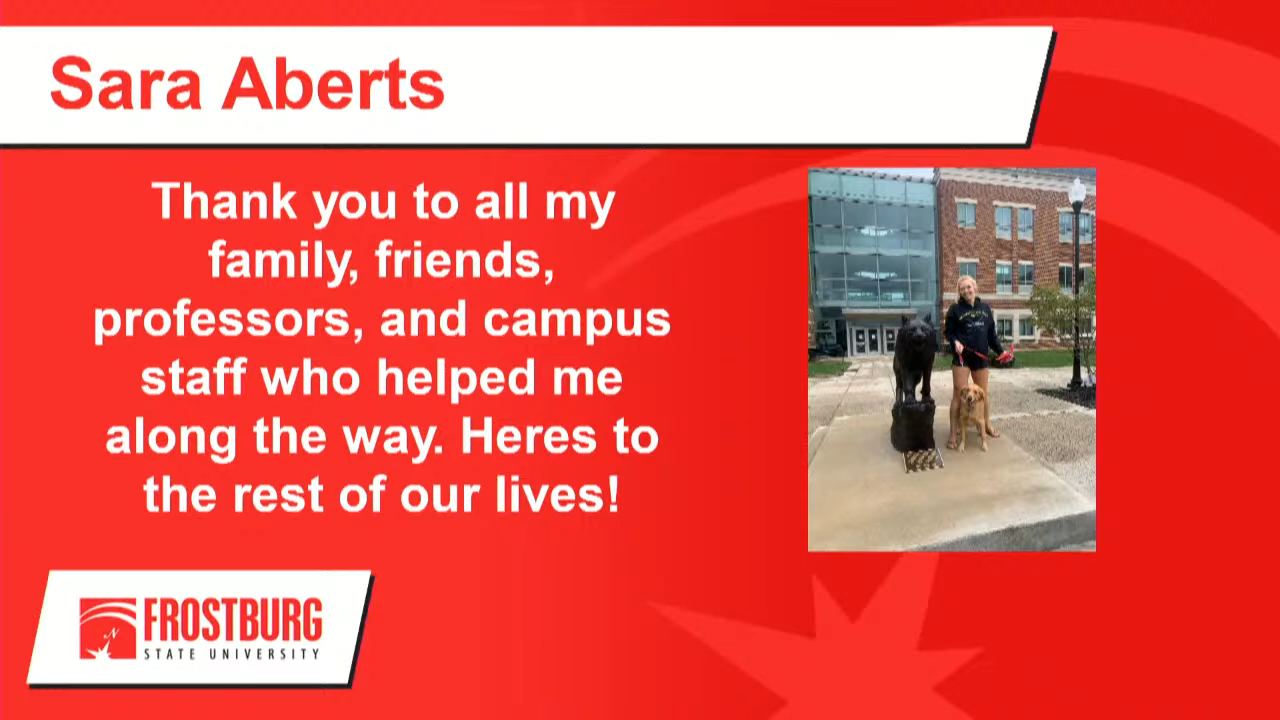 Sara Aberts
Thank you to all my
family, friends,
professors, and campus
staff who helped me
along the way. Heres to
the rest of our lives!
FROSTBURG
STATE UNIVERSITY